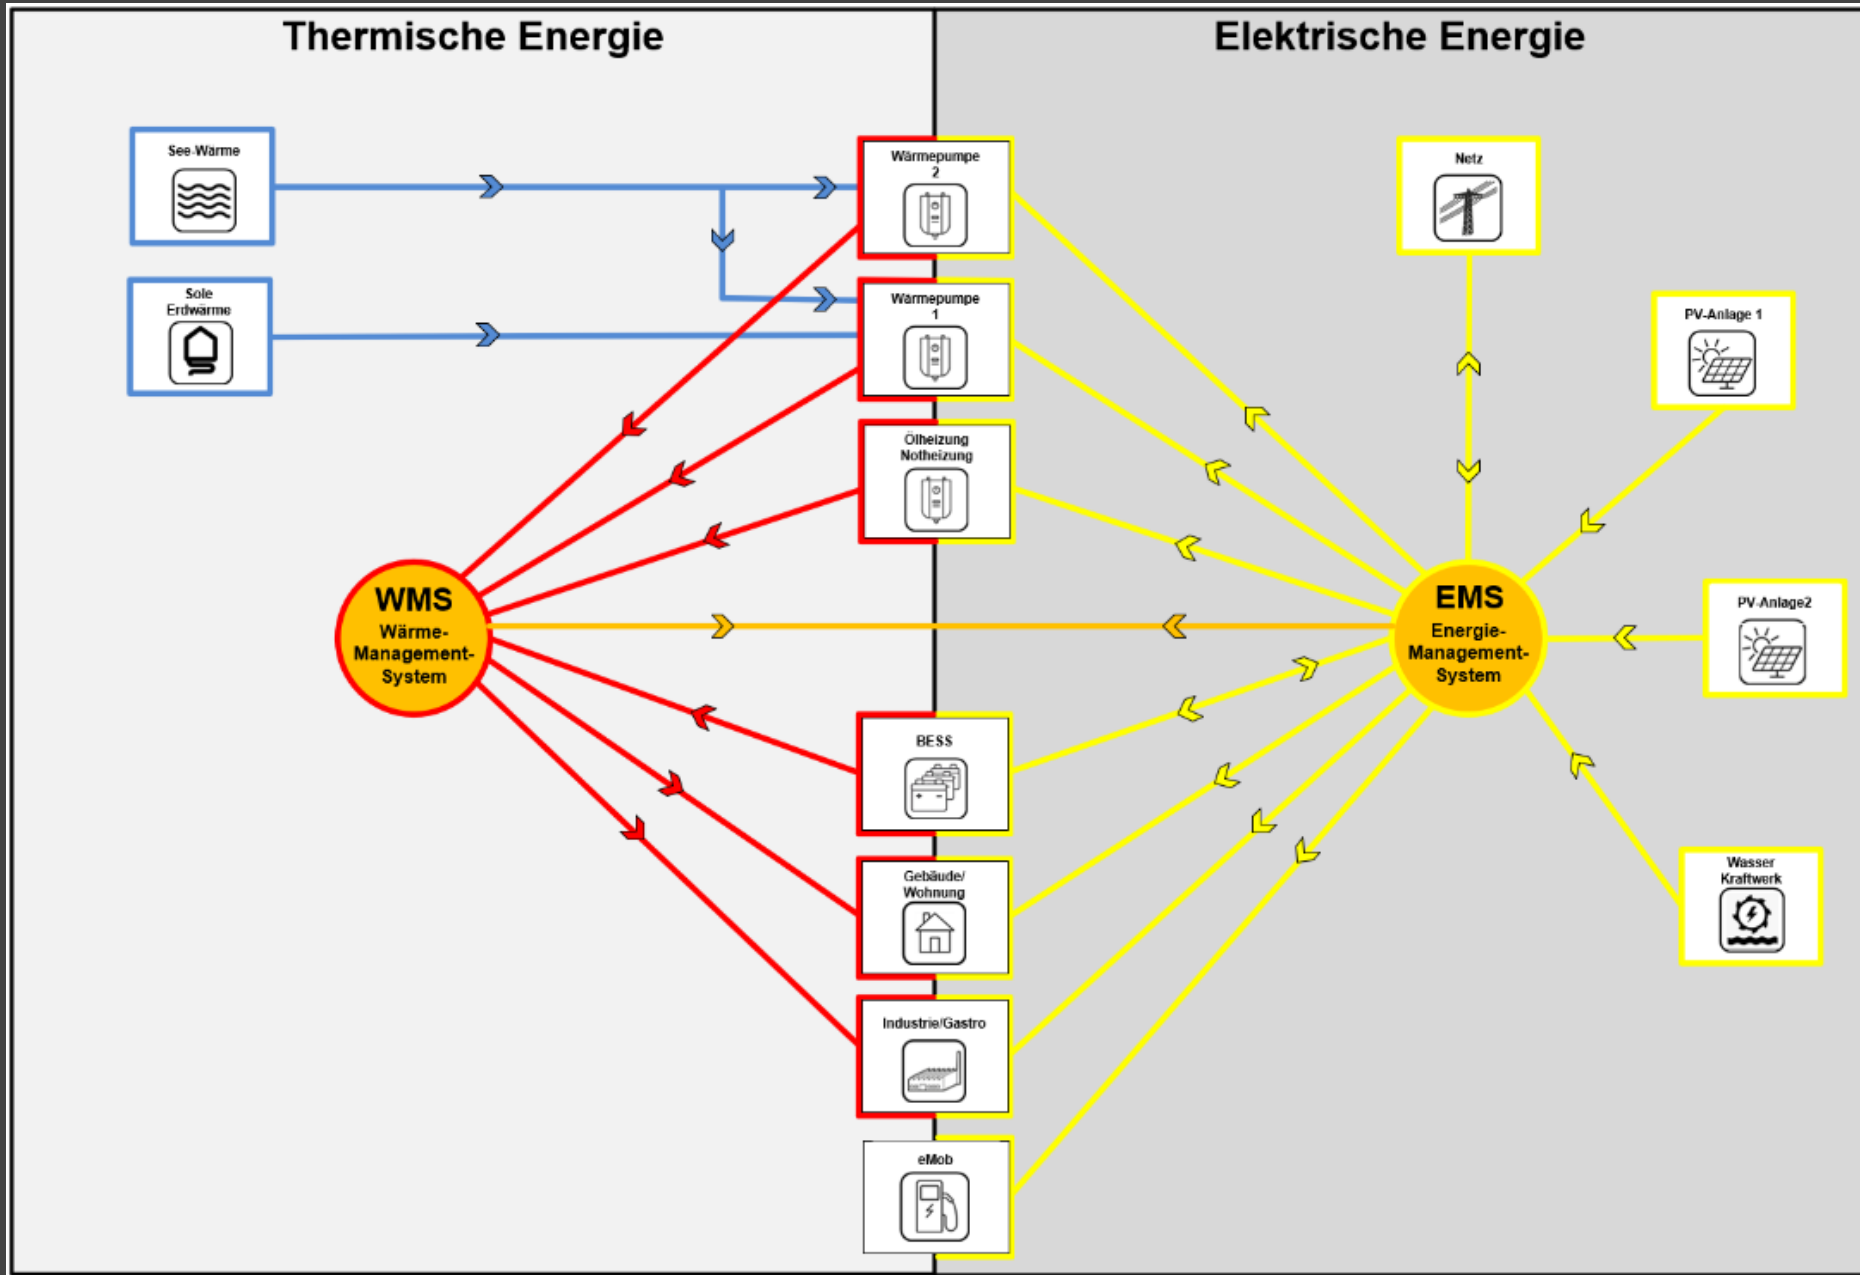 Thermische Energie
Elektrische Energie
See-Wärme
Wärmepumpe
2
Netz
Sole
Erdwärme
Wärmepumpe
1
PV-Anlage 1
Ölheizung
Notheizung
WMS
Wärme-
Management-
System
EMS
Energie-
Management-
System
PV-Anlage2
BESS
Gebäude/
Wohnung
Wasser
Kraftwerk
Industrie/Gastro
eMob